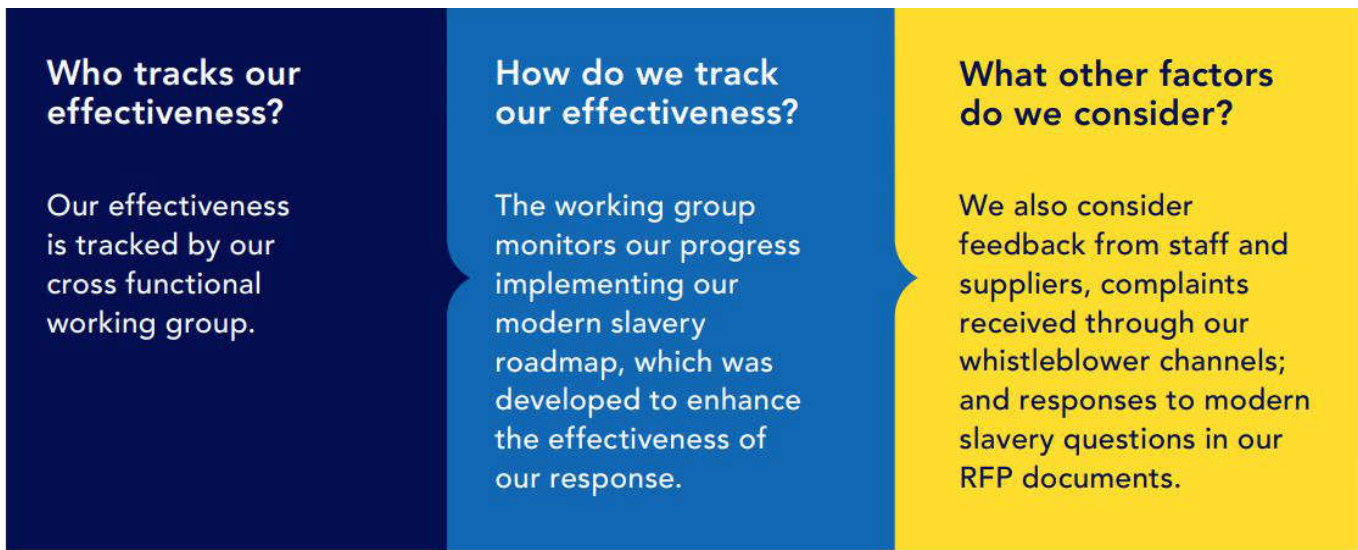 Who tracks our
effectiveness?
Our effectiveness
is tracked by our
cross functional
working group.
How do we track
our effectiveness?
The working group
monitors our progress
implementing our
modern slavery
roadmap, which was
developed to enhance
the effectiveness of
our response.
What other factors
do we consider?
We also consider
feedback from staff and
suppliers, complaints
received through our
whistleblower channels;
and responses to modern
slavery questions in our
RFP documents.